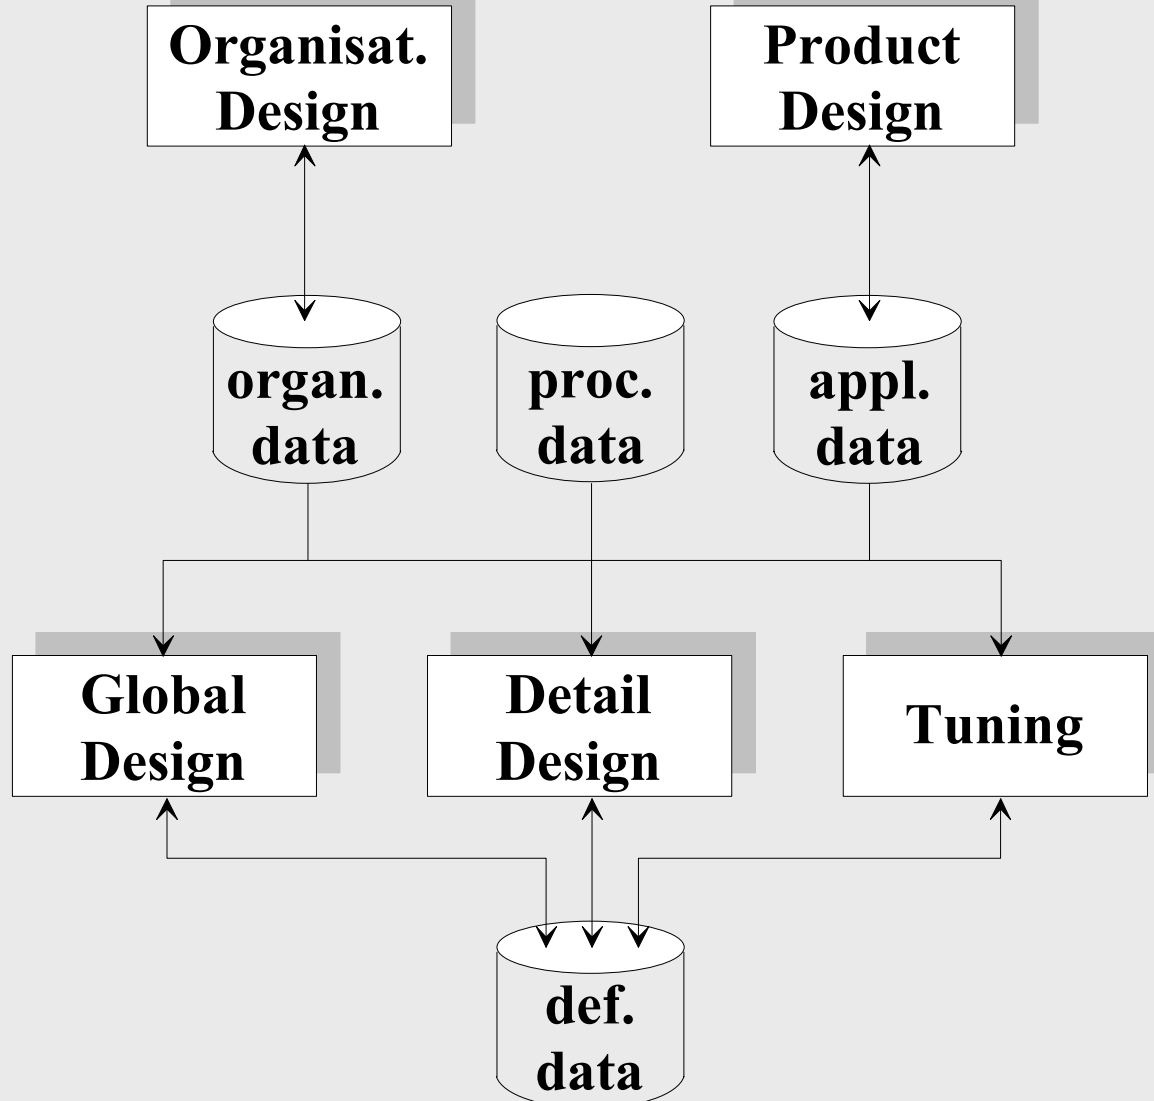 Organisat.
Design
Product
Design
organ.
data
proc.
data
appl.
data
Global
Design
Detail
Design
Tuning
def.
data